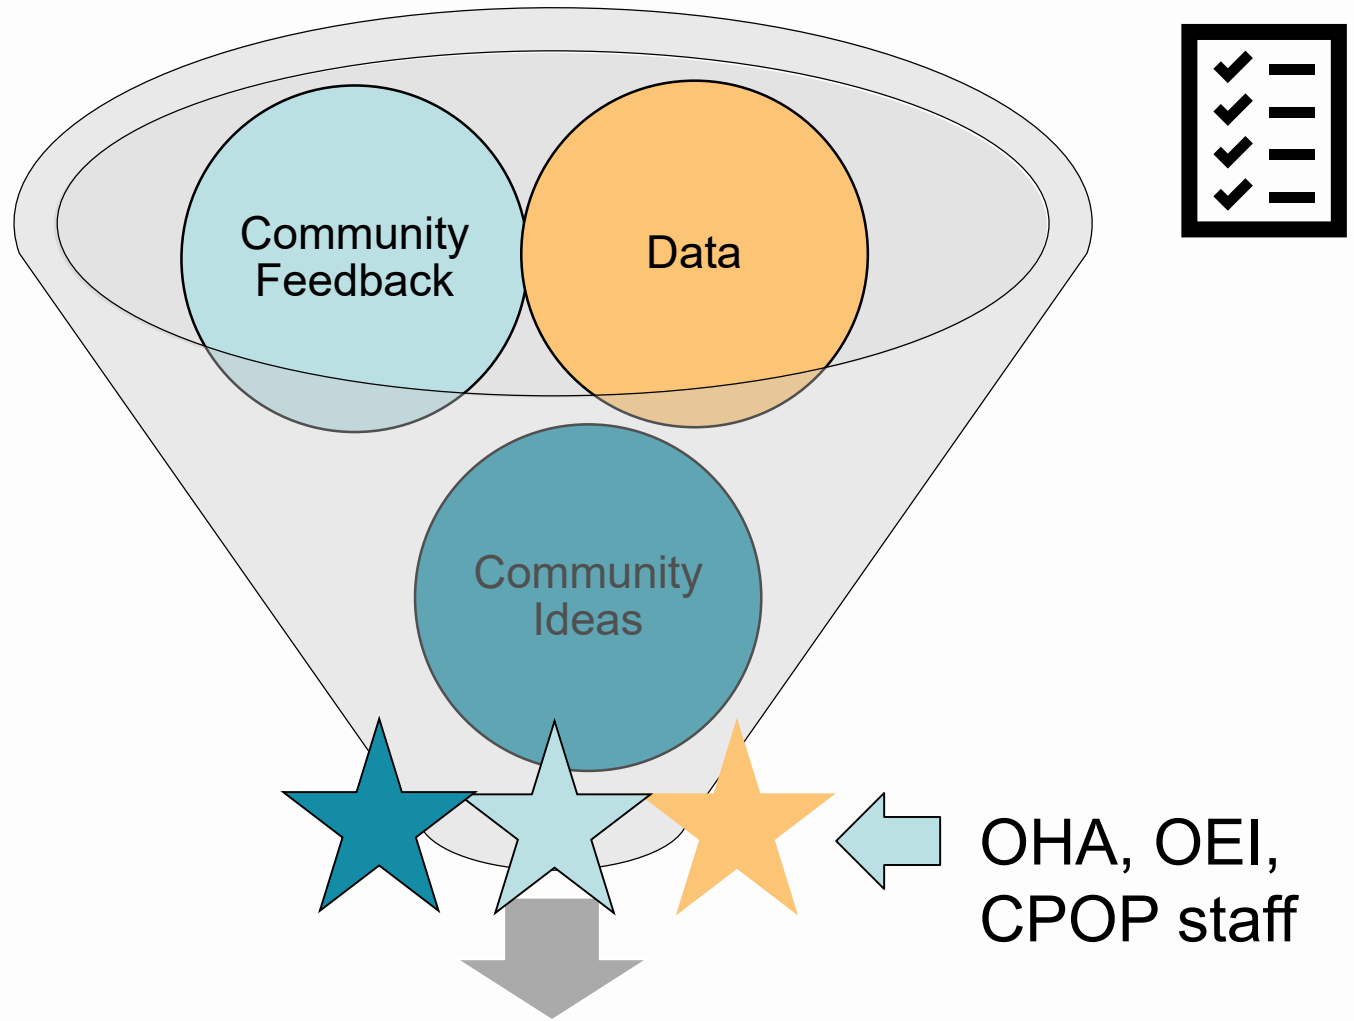 Community
Feedback
Data
Community
Ideas
OHA, OEI,
CPOP staff